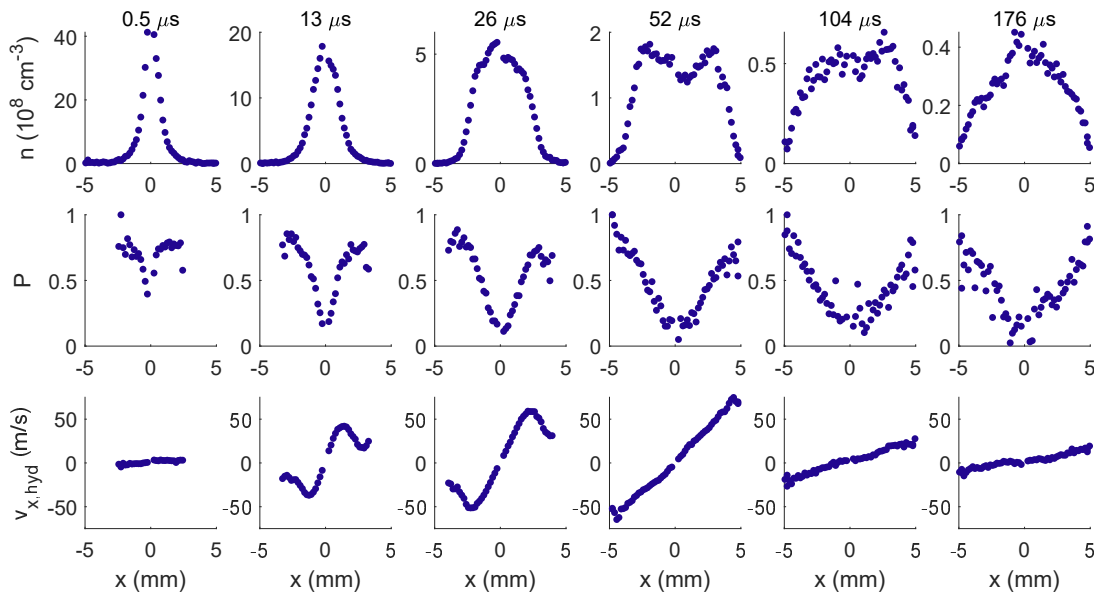 0.5 μs 13 μs 26 μs 52 μs 104 μs 176 μs
40 20 5 2 0.5 0.4
20 10 1 0.2
0 0 0 0 0 0
n (10^8 cm^-3)
-5 0 5 -5 0 5 -5 0 5 -5 0 5 -5 0 5 -5 0 5
1 1 1 1 1 1
0.5 0.5 0.5 0.5 0.5 0.5
0 0 0 0 0 0
P
-5 0 5 -5 0 5 -5 0 5 -5 0 5 -5 0 5 -5 0 5
50 50 50 50 50 50
0 0 0 0 0 0
-50 -50 -50 -50 -50 -50
v_x,hyd (m/s)
-5 0 5 -5 0 5 -5 0 5 -5 0 5 -5 0 5 -5 0 5
x (mm) x (mm) x (mm) x (mm) x (mm) x (mm)